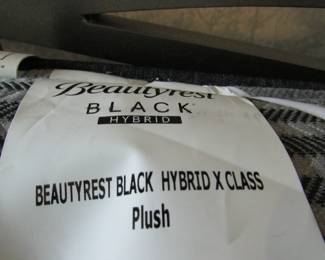 Beautyrest
BLACK
HYBRID
BEAUTYREST BLACK HYBRID X CLASS
Plush